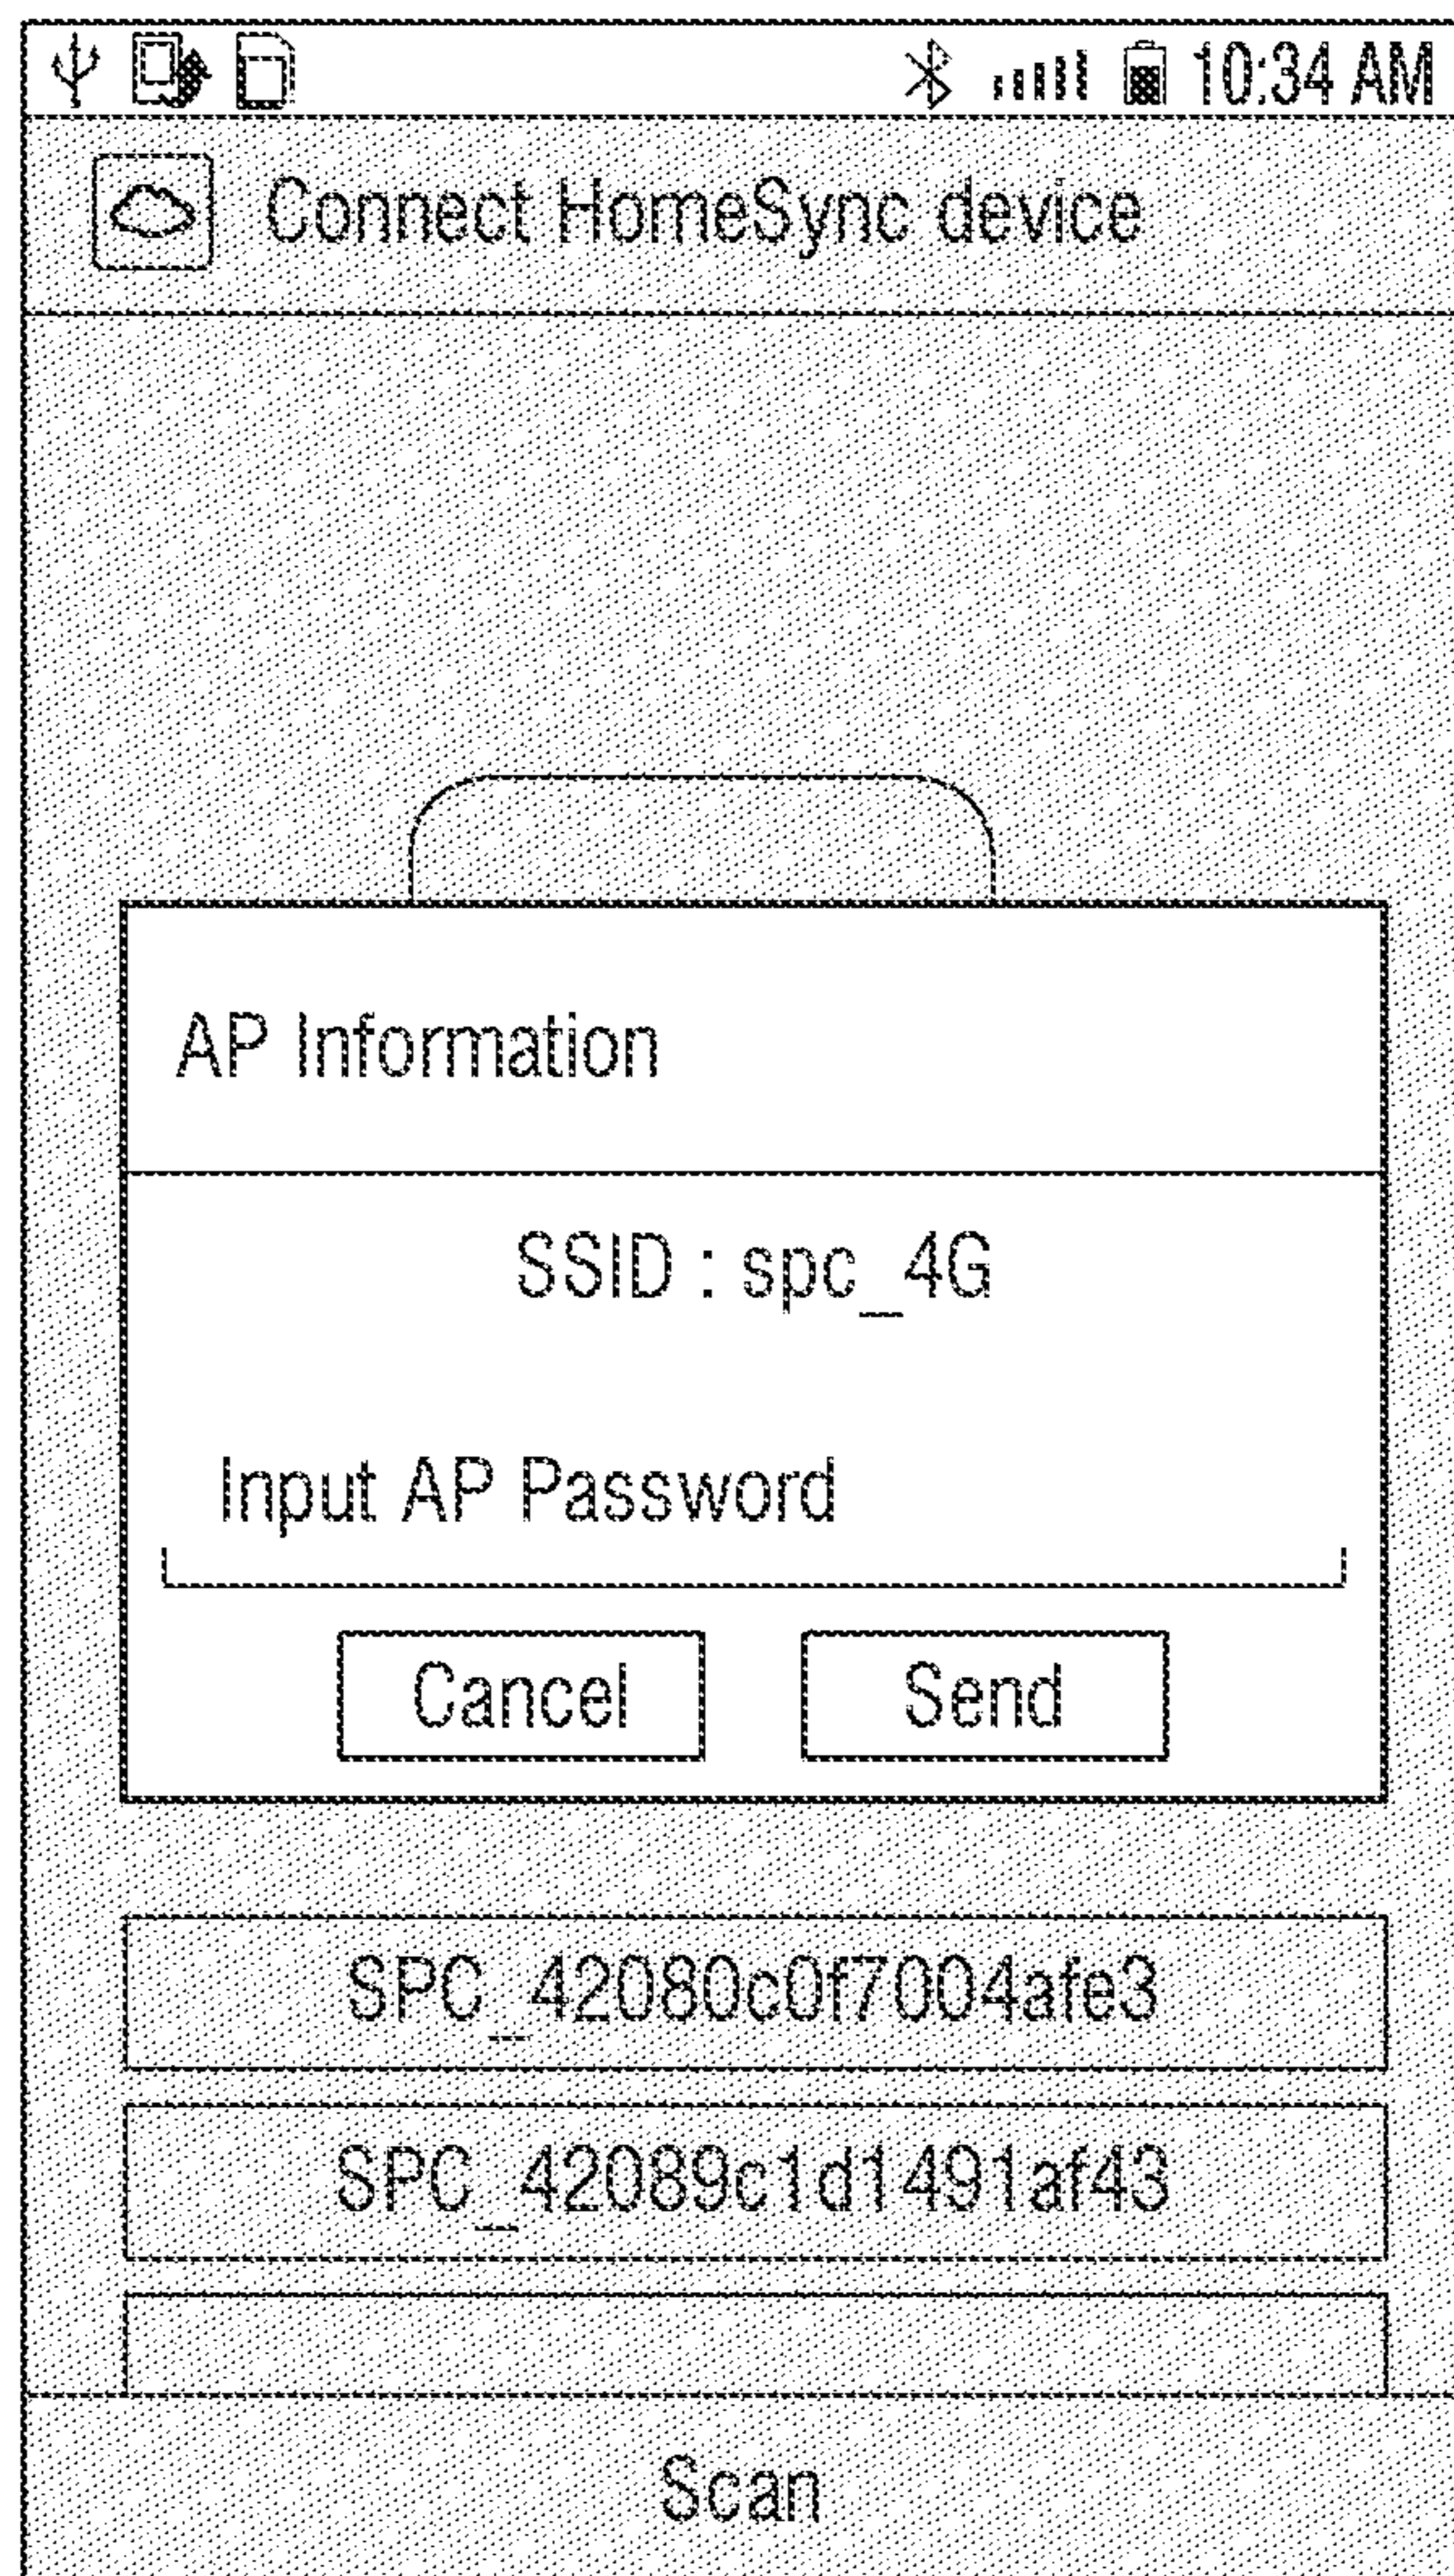 10:34 AM
Connect HomeSync device
AP Information
SSID : spc_4G
Input AP Password
Cancel Send
SPC_42080c0f7004afe3
SPC_42089c1d1491af43
Scan